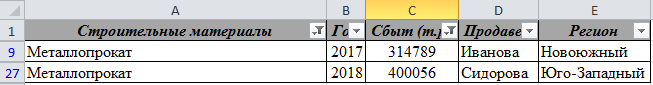 A B C D E
1 Строительные материалы Го Сбыт (т.р Продаве Регион
9 Металлопрокат 2017 314789 Иванова Новоюжный
27 Металлопрокат 2018 400056 Сидорова Юго-Западный